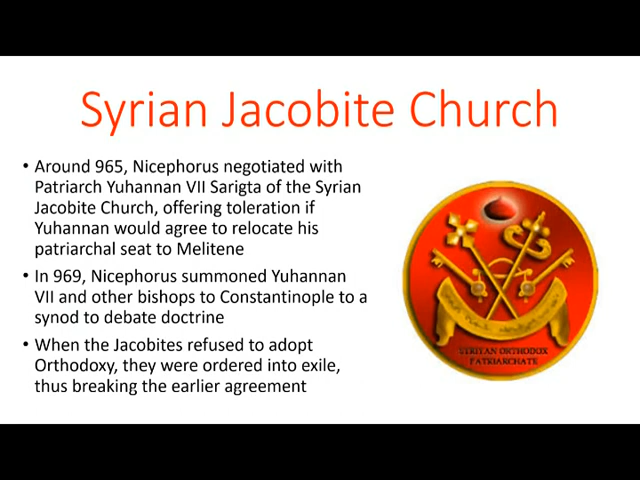 Syrian Jacobite Church
• Around 965, Nicephorus negotiated with
Patriarch Yuhannan VII Sarigta of the Syrian
Jacobite Church, offering toleration if
Yuhannan would agree to relocate his
patriarchal seat to Melitene
• In 969, Nicephorus summoned Yuhannan
VII and other bishops to Constantinople to a
synod to debate doctrine
• When the Jacobites refused to adopt
Orthodoxy, they were ordered into exile,
thus breaking the earlier agreement
SYRIYAN ORTHODOX
PATRIARCHATE